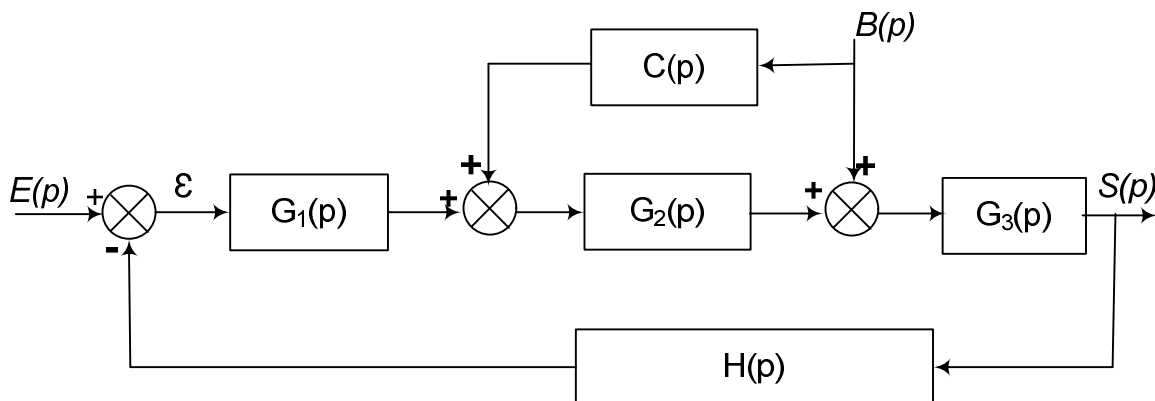 B(p)
C(p)
+
+
E(p)
+
ε
G₁(p)
+
G₂(p)
+
G₃(p)
S(p)
-
H(p)